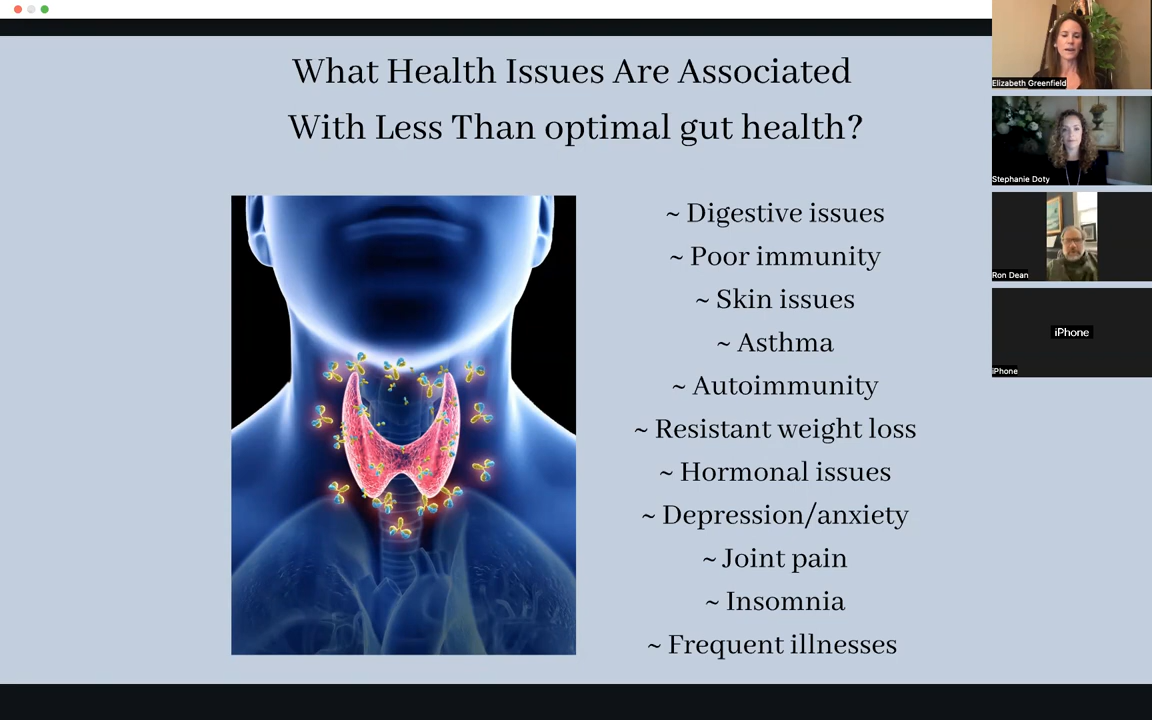 What Health Issues Are Associated
With Less Than optimal gut health?
~ Digestive issues
~ Poor immunity
~ Skin issues
~ Asthma
~ Autoimmunity
~ Resistant weight loss
~ Hormonal issues
~ Depression/anxiety
~ Joint pain
~ Insomnia
~ Frequent illnesses
Elizabeth Greenfield
Stephanie Doty
Ron Dean
iPhone
iPhone